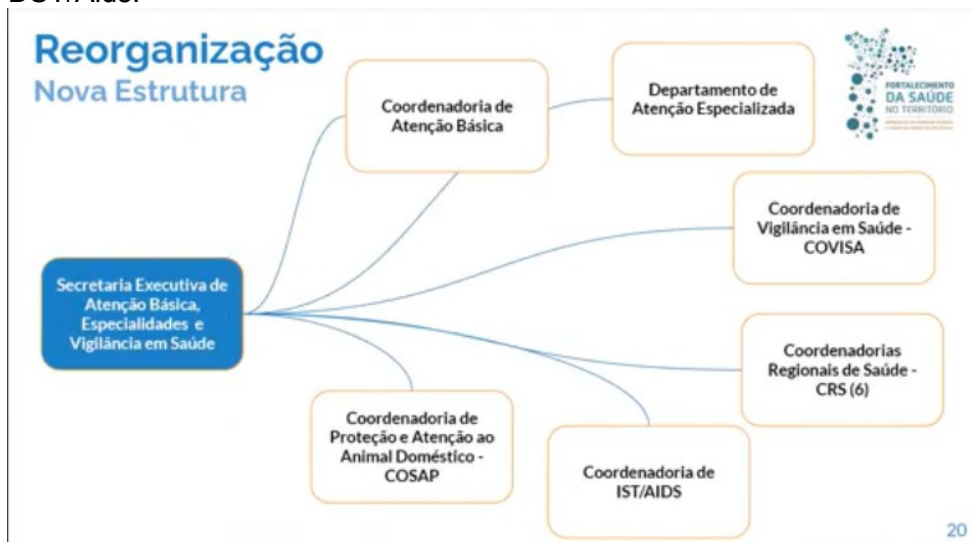 DST/Aids.
Reorganização
Nova Estrutura
Coordenadoria de
Atenção Básica
Departamento de
Atenção Especializada
FORTALECIMENTO
DA SAÚDE
NO TERRITÓRIO
Coordenadoria de
Vigilância em Saúde -
COVISA
Secretaria Executiva de
Atenção Básica,
Especialidades e
Vigilância em Saúde
Coordenadorias
Regionais de Saúde -
CRS (6)
Coordenadoria de
Proteção e Atenção ao
Animal Doméstico -
COSAP
Coordenadoria de
IST/AIDS
20